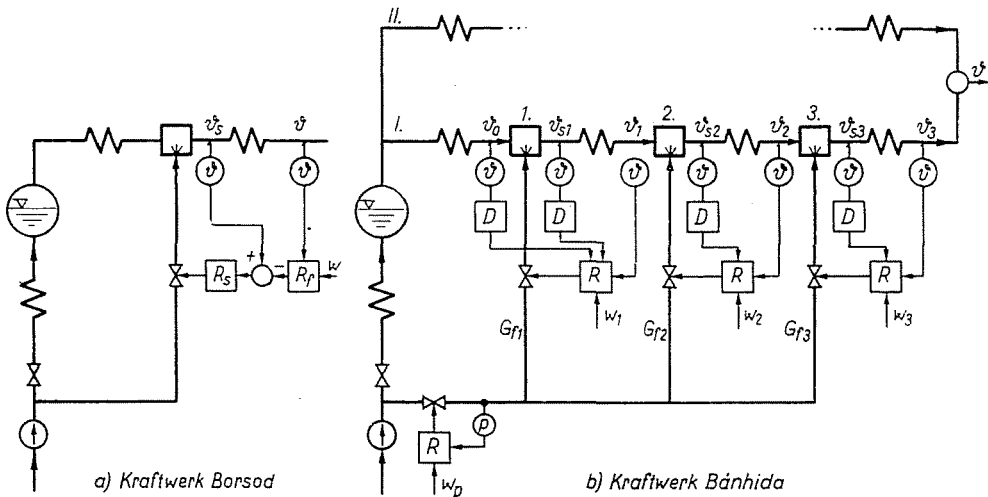 II.
ϑ
ϑs ϑ
I. ϑ0 1. ϑs1 ϑ1 2. ϑs2 ϑ2 3. ϑs3 ϑ3
ϑ ϑ ϑ ϑ ϑ ϑ ϑ ϑ ϑ
D D D D
+ -
Rs Rf w
R R R
w1 w2 w3
Gf1 Gf2 Gf3
p
R
wp
a) Kraftwerk Borsod
b) Kraftwerk Bánhida